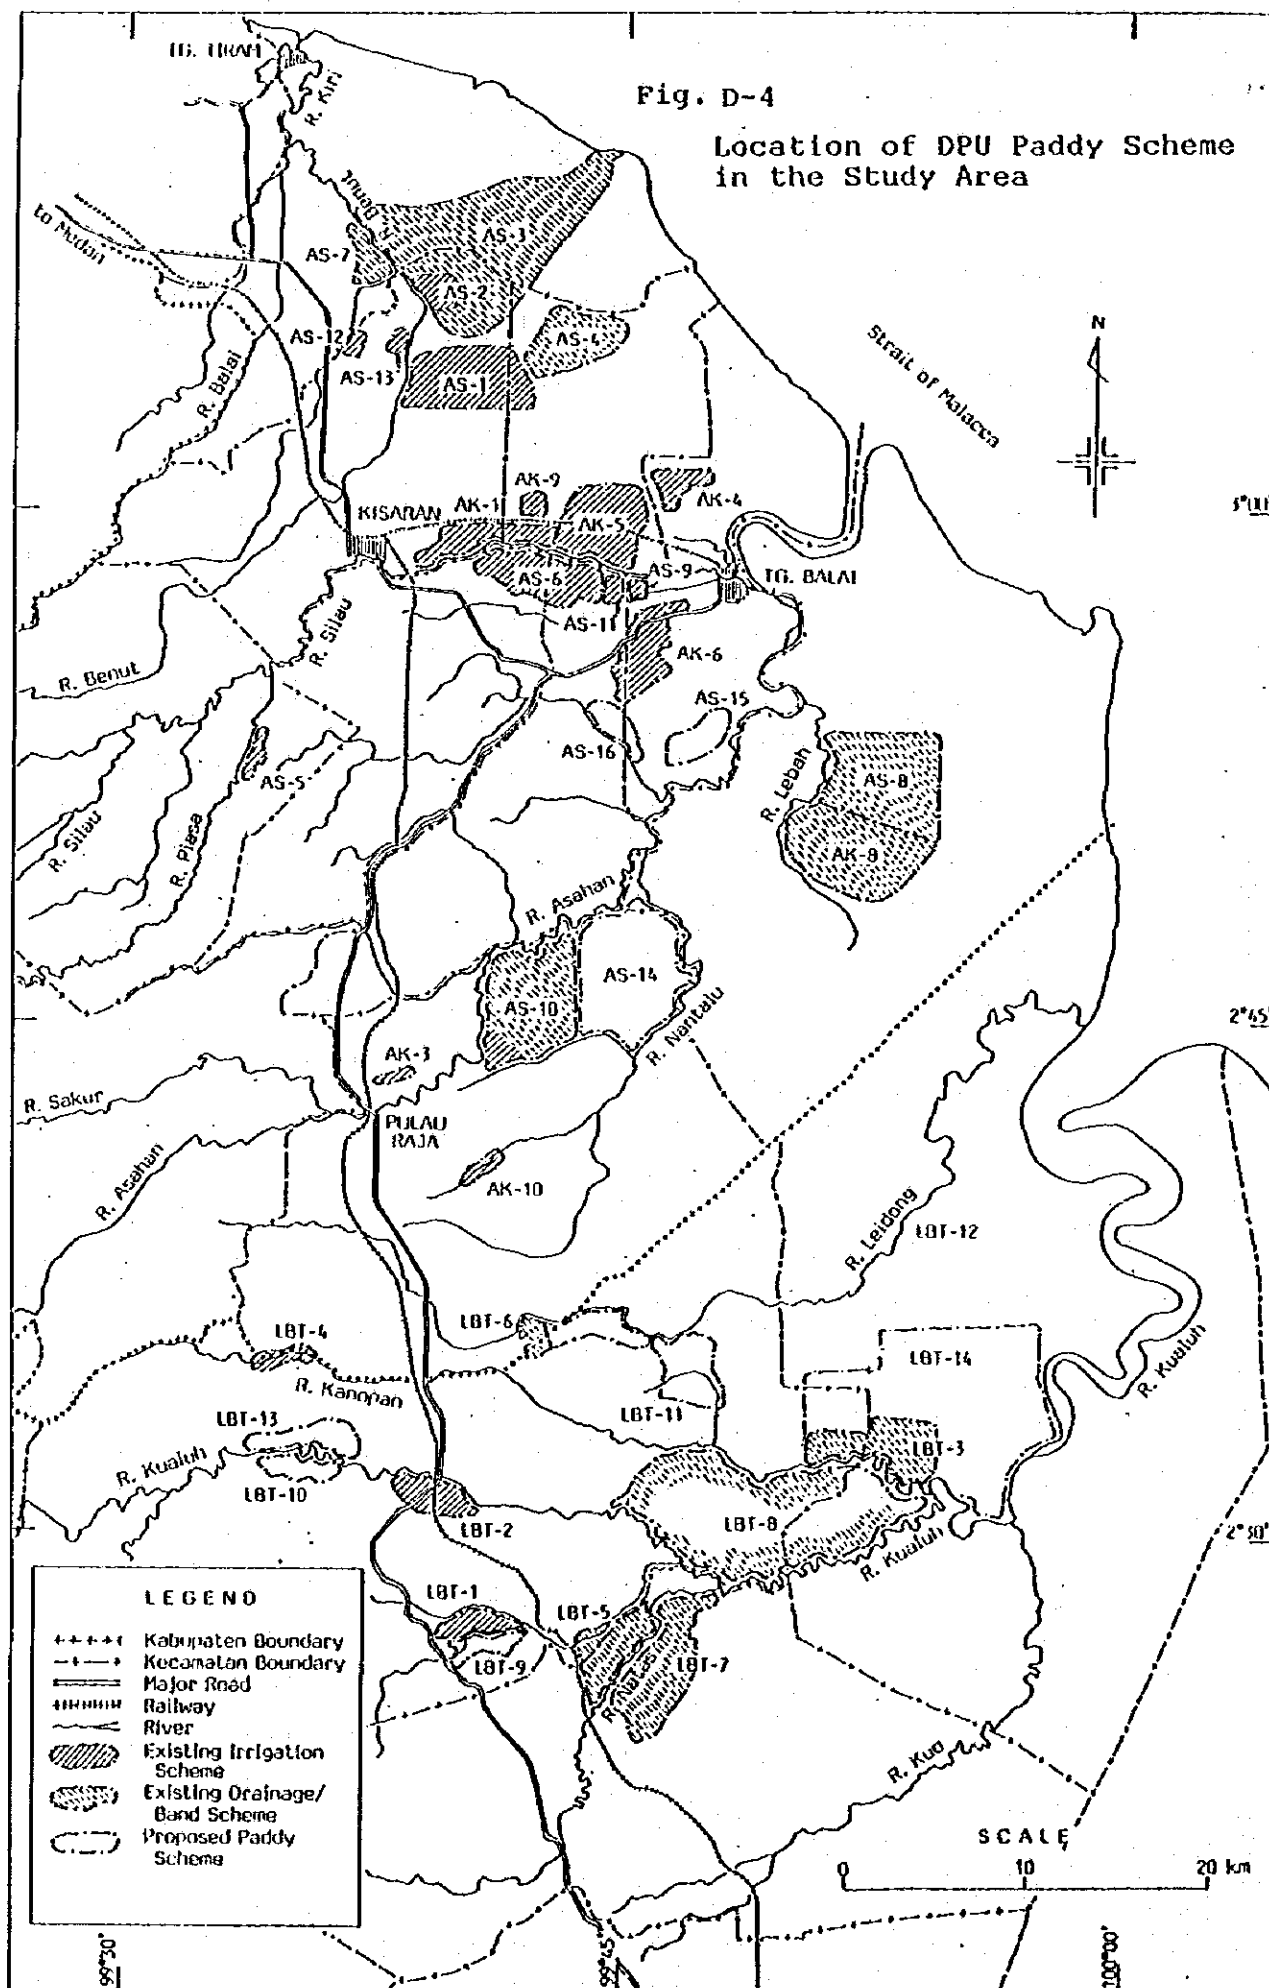 Fig. D-4
Location of DPU Paddy Scheme
in the Study Area
TG. TIRAM
R. Kiri
R. Benut
to Medan
AS-3
AS-7
AS-2
AS-12
AS-4
AS-13
AS-1
R. Balai
Strait of Malacca
N
AK-9
AK-1
AK-4
KISARAN
AK-5
3°00'
AS-6
AS-9
TG. BALAI
AS-11
R. Silau
AK-6
R. Benut
AS-15
AS-16
AS-5
R. Lebah
AS-8
R. Silau
R. Piasa
AK-8
R. Asahan
AS-14
AS-10
R. Nantalu
2°45'
AK-3
R. Sakur
PULAU
RAJA
R. Asahan
AK-10
R. Leidong
LBT-12
LBT-6
LBT-4
LBT-14
R. Kualuh
R. Kanopan
LBT-11
LBT-13
LBT-3
R. Kualuh
LBT-10
LBT-2
LBT-8
2°30'
R. Kualuh
LBT-1
LBT-5
LBT-9
LBT-7
R. Natas
R. Kuo
LEGEND
Kabupaten Boundary
Kecamatan Boundary
Major Road
Railway
River
Existing Irrigation
Scheme
Existing Drainage/
Band Scheme
Proposed Paddy
Scheme
SCALE
0 10 20 km
99°30'
99°45'
100°00'